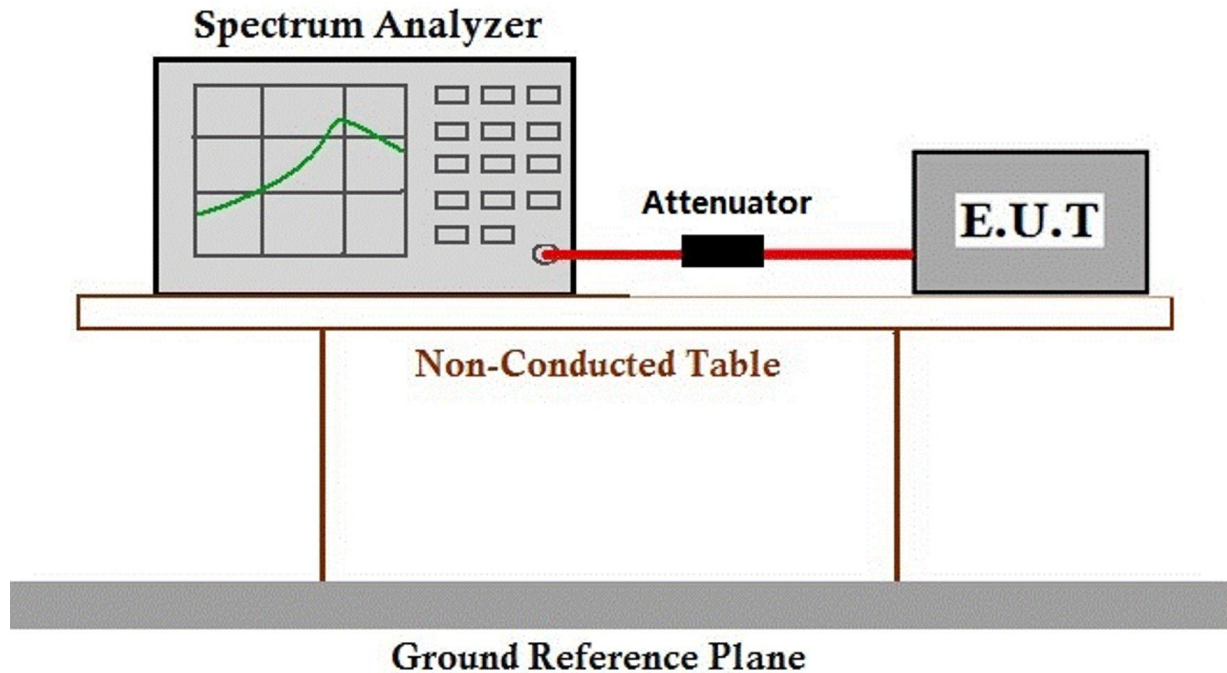 Spectrum Analyzer
Attenuator
E.U.T
Non-Conducted Table
Ground Reference Plane